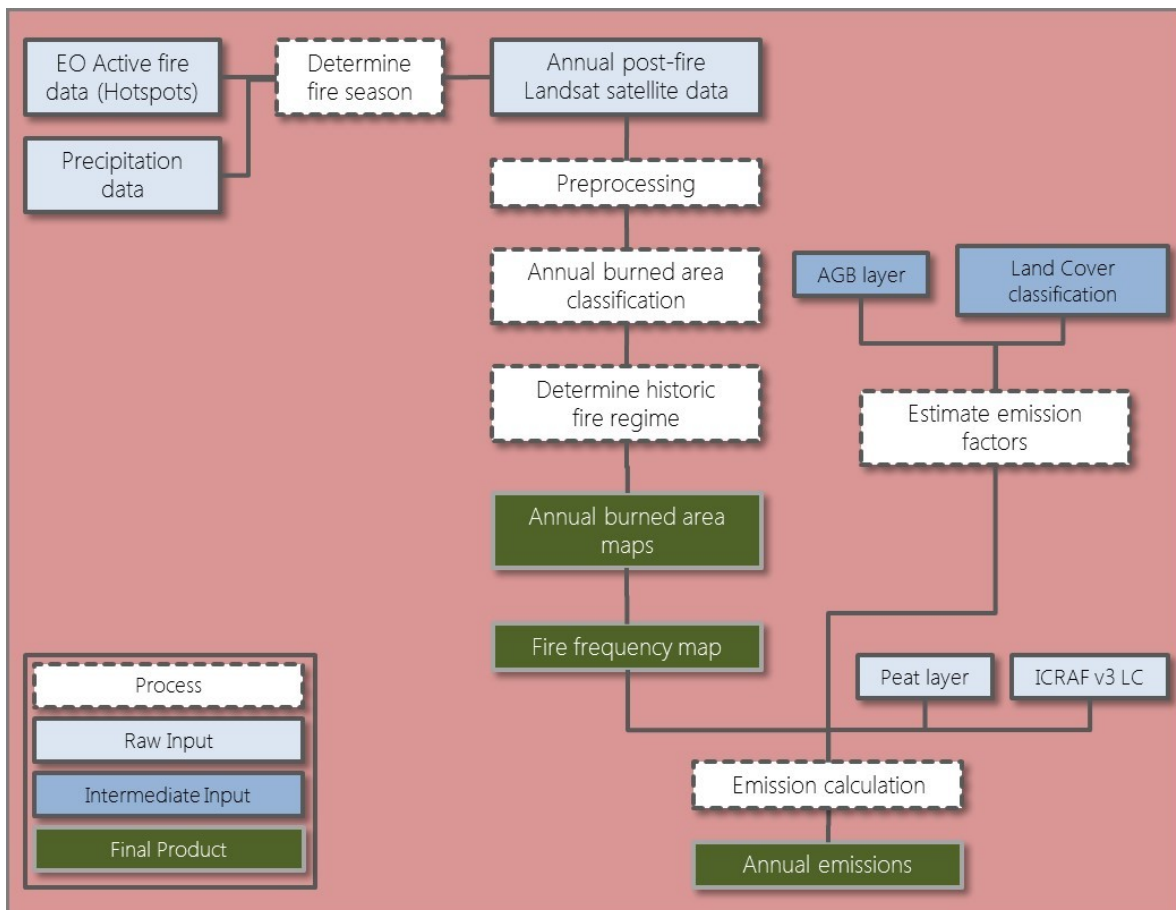 EO Active fire
data (Hotspots)
Determine
fire season
Annual post-fire
Landsat satellite data
Precipitation
data
Preprocessing
Annual burned area
classification
AGB layer
Land Cover
classification
Determine historic
fire regime
Estimate emission
factors
Annual burned area
maps
Fire frequency map
Peat layer
ICRAF v3 LC
Process
Raw Input
Intermediate Input
Final Product
Emission calculation
Annual emissions